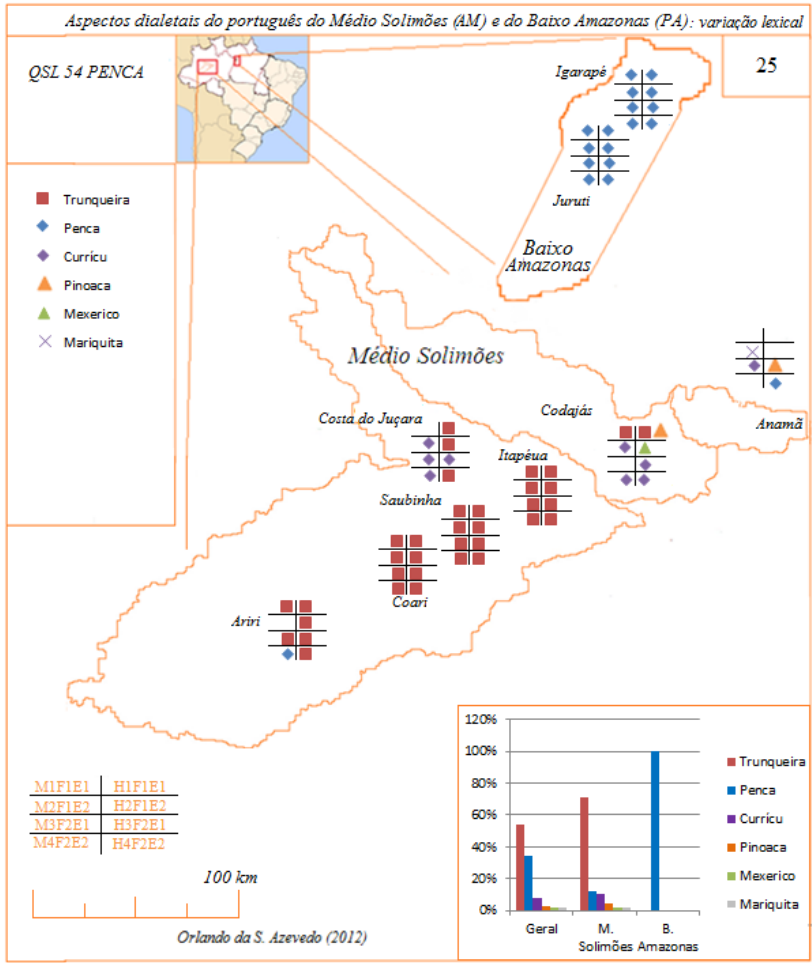 Aspectos dialetais do português do Médio Solimões (AM) e do Baixo Amazonas (PA): variação lexical
QSL 54 PENCA
25
Igarapé
Juruti
Baixo
Amazonas
Trunqueira
Penca
Currícu
Pinoaca
Mexerico
Mariquita
Médio Solimões
Costa do Juçara
Codajás
Anamã
Itapéua
Saubinha
Coari
Ariri
M1F1E1 H1F1E1
M2F1E2 H2F1E2
M3F2E1 H3F2E1
M4F2E2 H4F2E2
100 km
Orlando da S. Azevedo (2012)
120%
100%
80%
60%
40%
20%
0%
Geral M. B.
Solimões Amazonas
Trunqueira
Penca
Currícu
Pinoaca
Mexerico
Mariquita